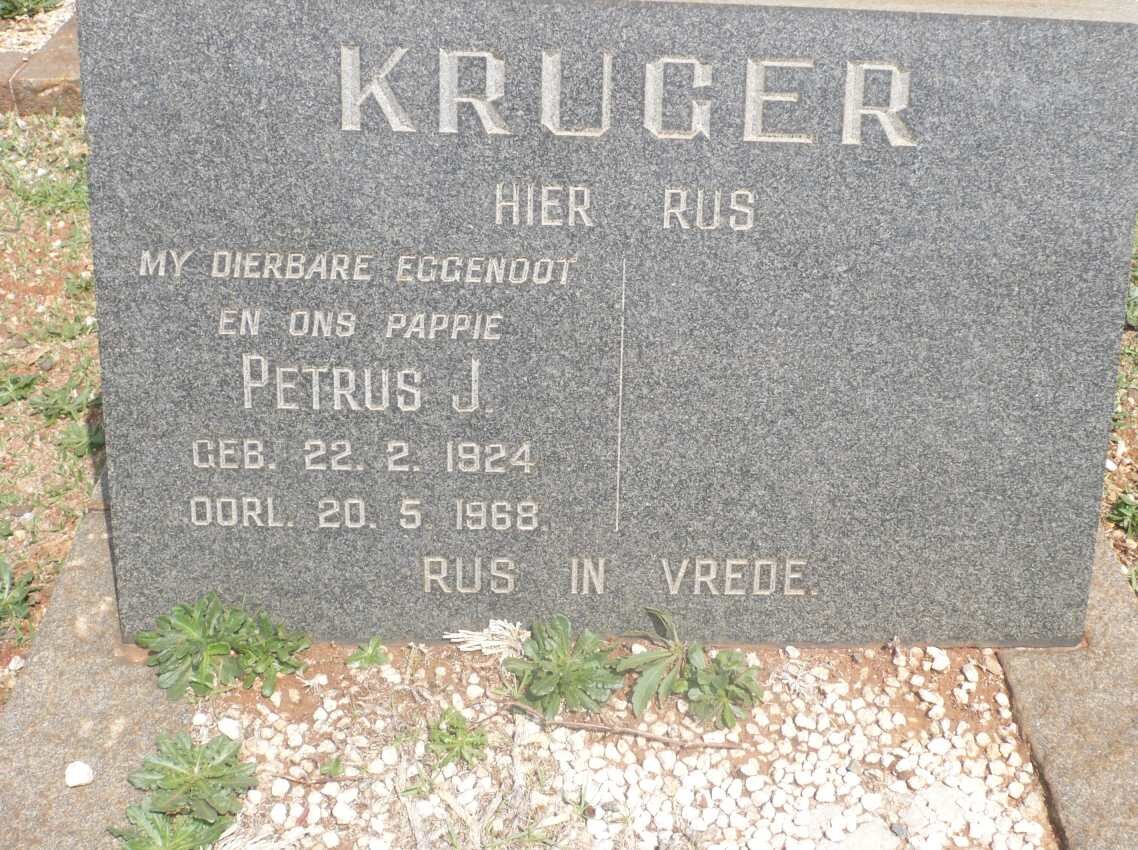 KRUGER
HIER RUS
MY DIERBARE EGGENOOT
EN ONS PAPPIE
PETRUS J.
GEB. 22. 2. 1924
OORL. 20. 5 1968.
RUS IN VREDE.